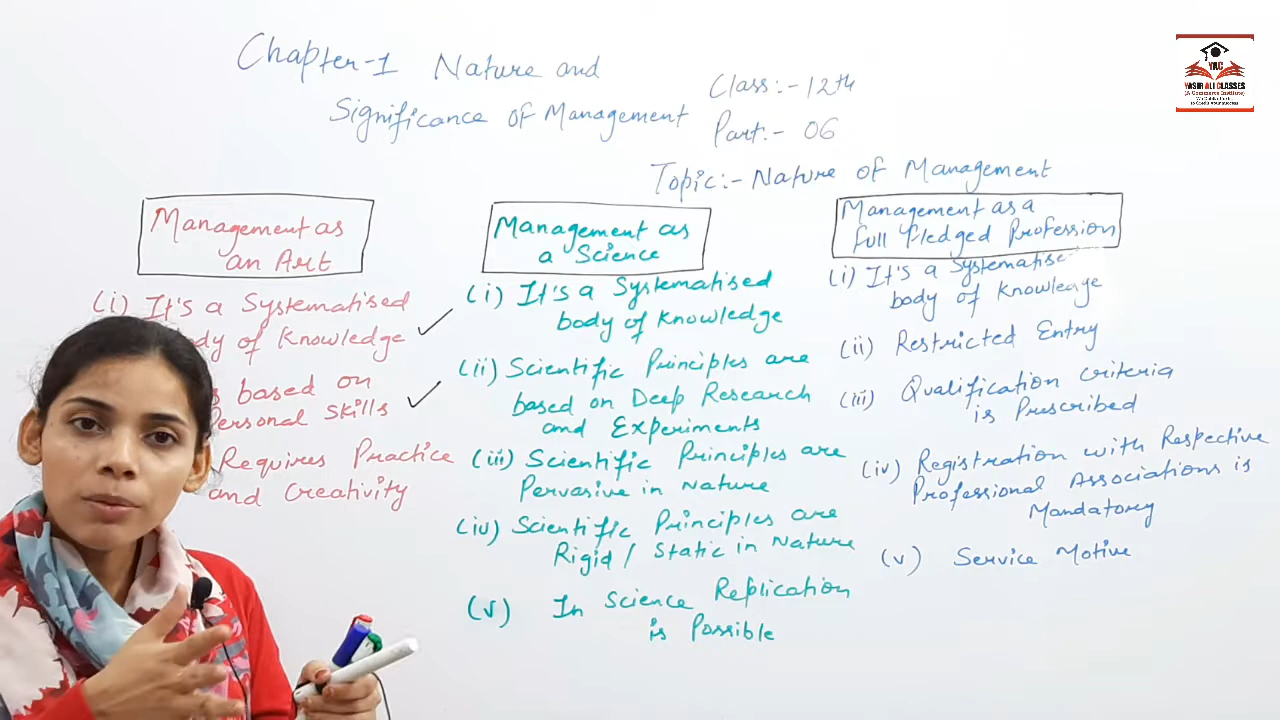 Chapter-1 Nature and
Significance of Management
Class:- 12th
Part:- 06
Topic:- Nature of Management
YAC
YASIR ALI CLASSES
(A Commerce Institute)
Management as
an Art
(i) It's a Systematised
body of Knowledge
based on
Personal Skills
Requires Practice
and Creativity
Management as
a Science
(i) It's a Systematised
body of Knowledge
(ii) Scientific Principles are
based on Deep Research
and Experiments
(iii) Scientific Principles are
Pervasive in Nature
(iv) Scientific Principles are
Rigid / Static in Nature
(v) In Science Replication
is Possible
Management as a
full fledged Profession
(i) It's a Systematise
body of Knowledge
(ii) Restricted Entry
(iii) Qualification criteria
is Prescribed
(iv) Registration with Respective
Professional Associations is
Mandatory
(v) Service Motive